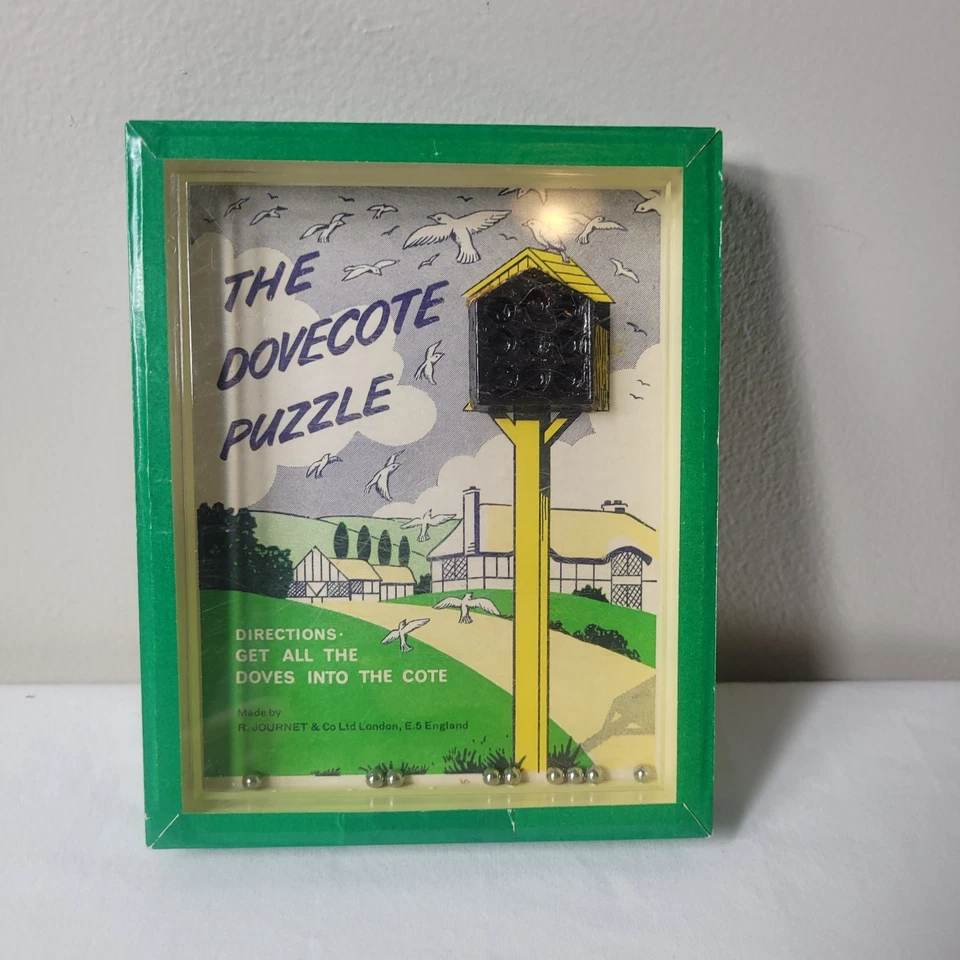 THE
DOVECOTE
PUZZLE
DIRECTIONS·
GET ALL THE
DOVES INTO THE COTE
Made by
R. JOURNET & Co Ltd London, E.5 England